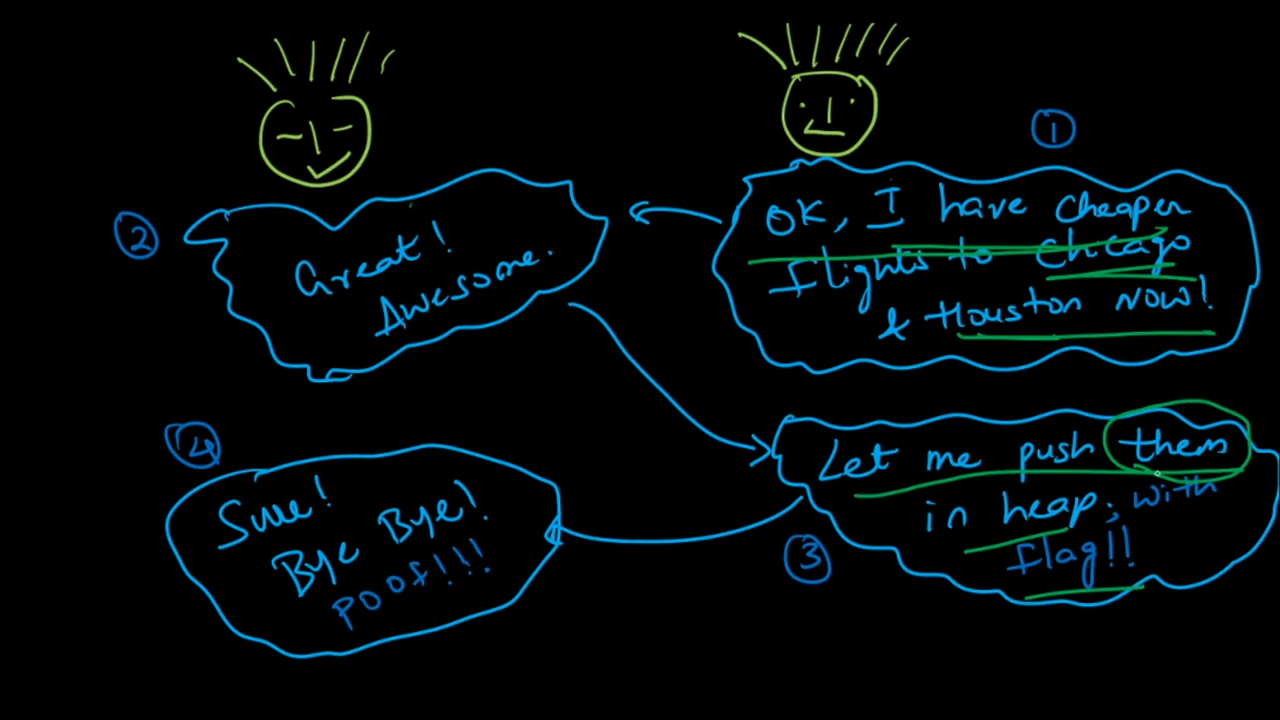 1
OK, I have cheaper
flights to Chicago
& Houston NOW!
2
Great!
Awesome.
3
Let me push them
in heap; with
flag!!
4
Sure!
Bye Bye!
POOF!!!